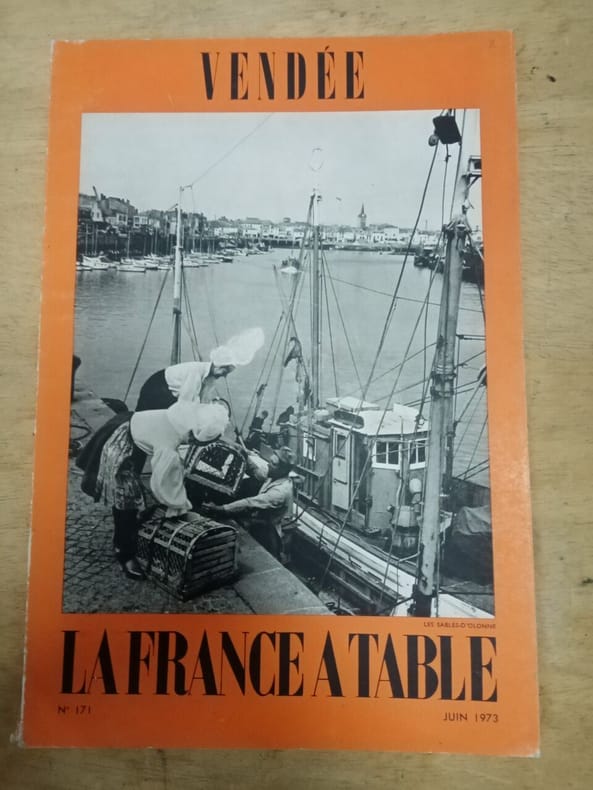 VENDÉE
LES SABLES-D'OLONNE
LA FRANCE A TABLE
N° 171
JUIN 1973